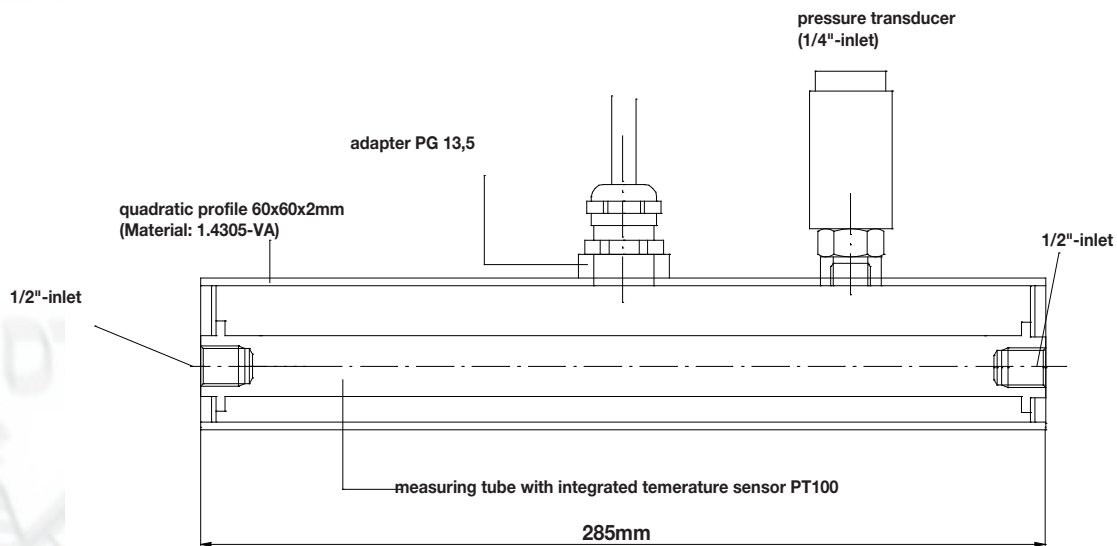 pressure transducer
(1/4"-inlet)
adapter PG 13,5
quadratic profile 60x60x2mm
(Material: 1.4305-VA)
1/2"-inlet
1/2"-inlet
measuring tube with integrated temerature sensor PT100
285mm